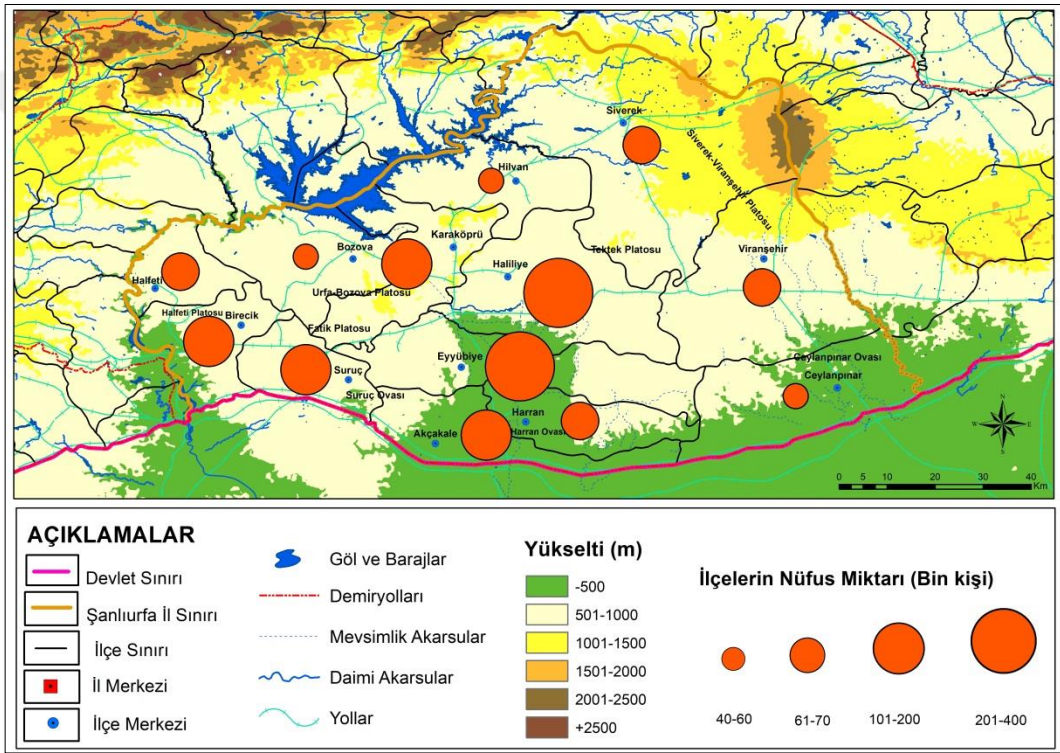 Siverek
Siverek-Viranşehir Platosu
Hilvan
Karaköprü
Bozova
Haliliye
Tektek Platosu
Viranşehir
Halfeti
Urfa-Bozova Platosu
Halfeti Platosu
Birecik
Fatik Platosu
Eyyübiye
Ceylanpınar Ovası
Suruç
Ceylanpınar
Suruç Ovası
Harran
Harran Ovası
Akçakale
N
W
E
S
0 5 10 20 30 40
Km
AÇIKLAMALAR
Devlet Sınırı
Şanlıurfa İl Sınırı
İlçe Sınırı
İl Merkezi
İlçe Merkezi
Göl ve Barajlar
Demiryolları
Mevsimlik Akarsular
Daimi Akarsular
Yollar
Yükselti (m)
-500
501-1000
1001-1500
1501-2000
2001-2500
+2500
İlçelerin Nüfus Miktarı (Bin kişi)
40-60
61-70
101-200
201-400